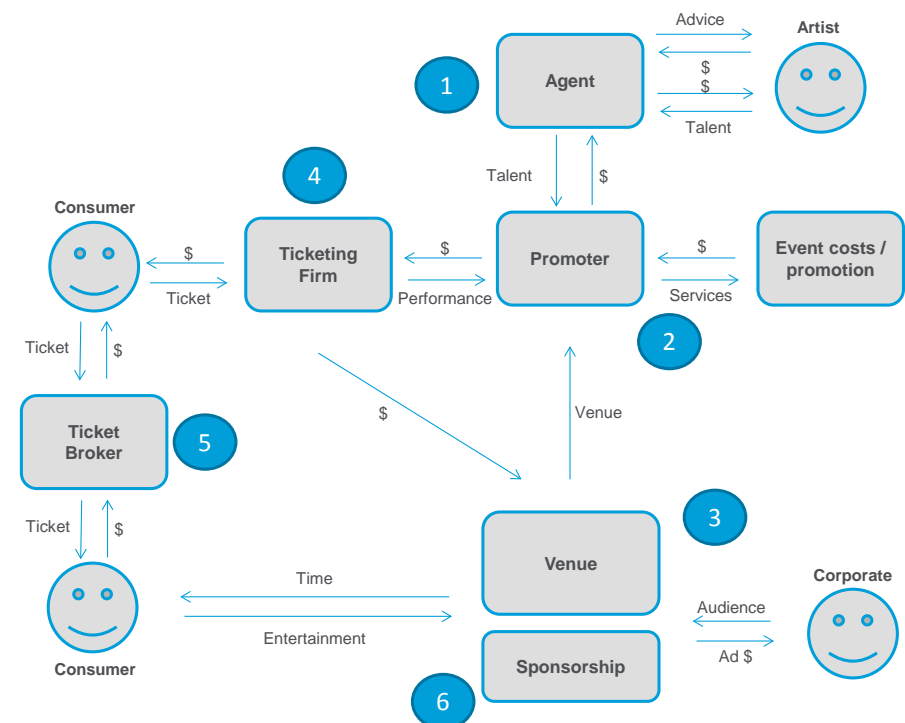 Advice
Artist
1
Agent
$
$
Talent
4
Talent
$
Consumer
$
Ticketing
Firm
$
Promoter
$
Event costs /
promotion
Ticket
Performance
Services
2
Ticket
$
$
Venue
Ticket
Broker
5
3
Ticket
$
Venue
Time
Corporate
Audience
Entertainment
Ad $
Consumer
Sponsorship
6